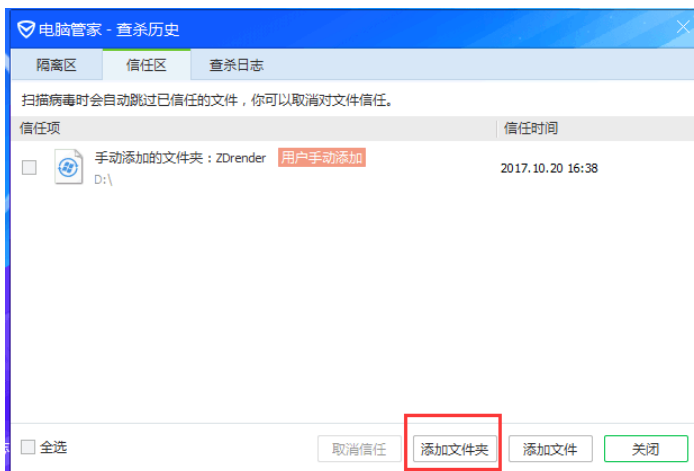 电脑管家 - 查杀历史
隔离区 信任区 查杀日志
扫描病毒时会自动跳过已信任的文件，你可以取消对文件信任。
信任项 信任时间
手动添加的文件夹：ZDrender 用户手动添加 2017.10.20 16:38
D:\
全选 取消信任 添加文件夹 添加文件 关闭